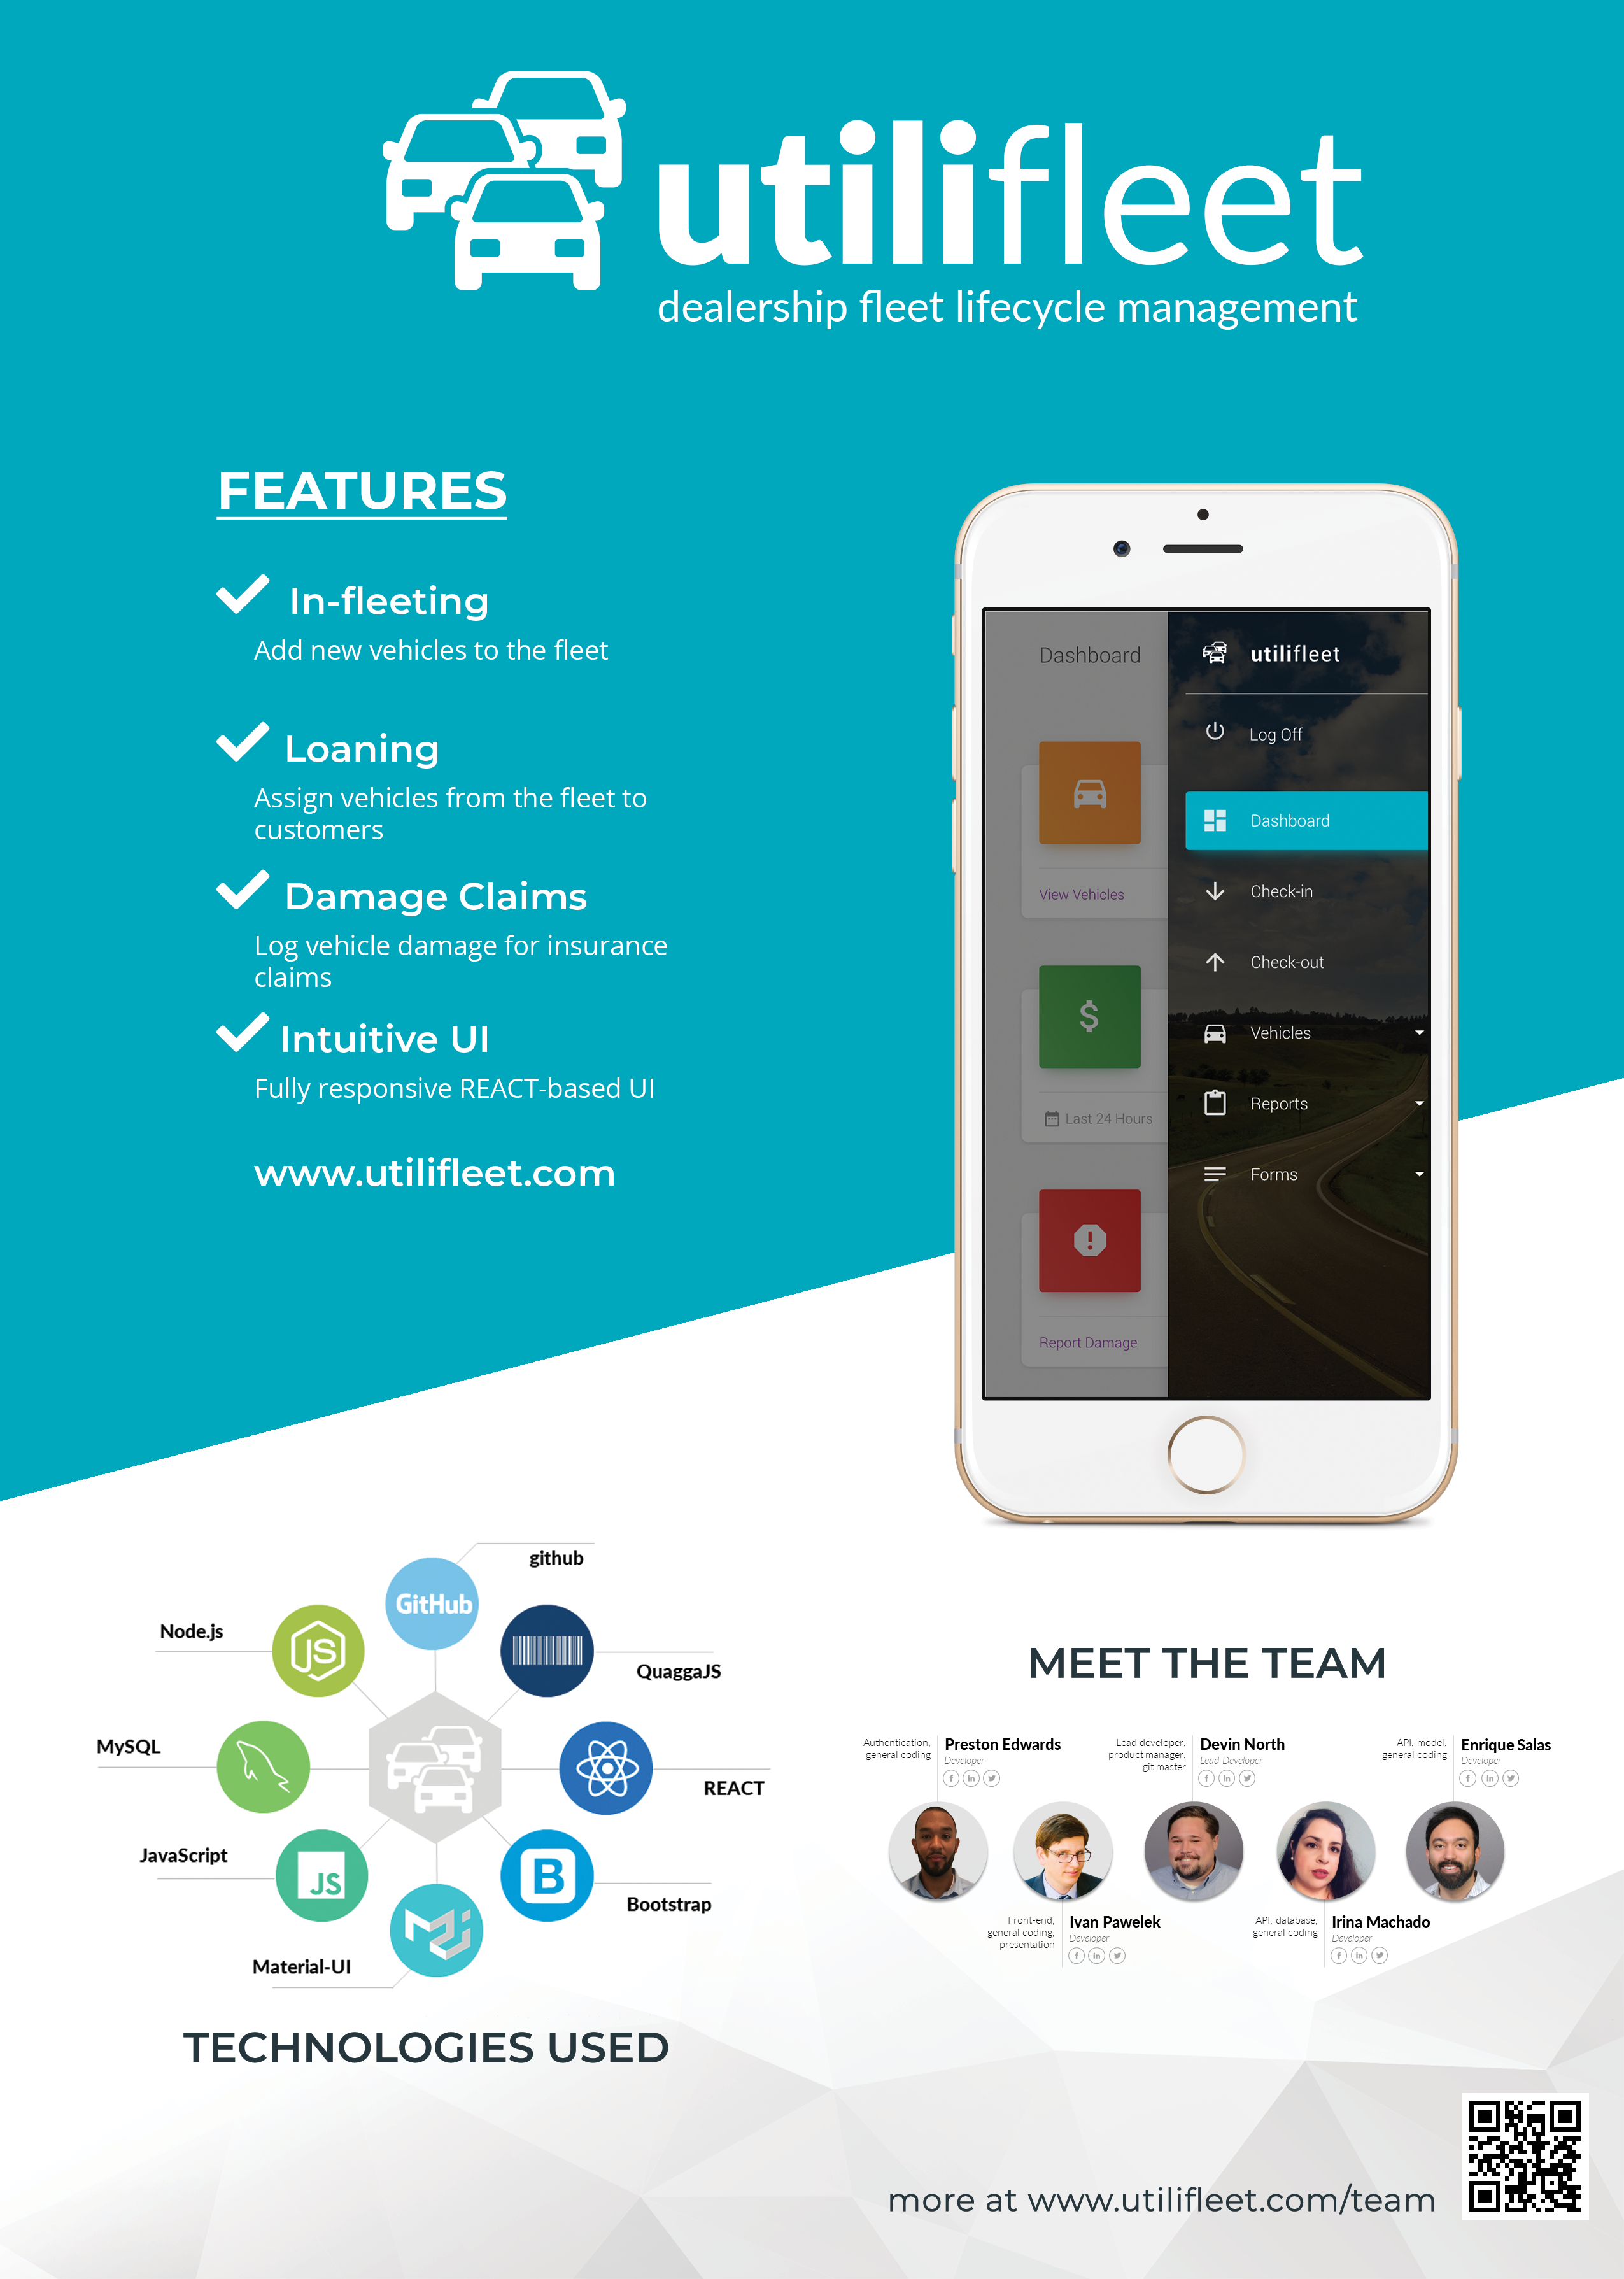 utilifleet
dealership fleet lifecycle management
FEATURES
In-fleeting
Add new vehicles to the fleet
Loaning
Assign vehicles from the fleet to
customers
Damage Claims
Log vehicle damage for insurance
claims
Intuitive UI
Fully responsive REACT-based UI
www.utilifleet.com
Dashboard
View Vehicles
$
Last 24 Hours
Report Damage
utilifleet
Log Off
Dashboard
Check-in
Check-out
Vehicles
Reports
Forms
github
GitHub
Node.js
JS
QuaggaJS
MySQL
REACT
JavaScript
JS
B
Bootstrap
Material-UI
TECHNOLOGIES USED
MEET THE TEAM
Authentication,
general coding
Preston Edwards
Developer
Lead developer,
product manager,
git master
Devin North
Lead Developer
API, model,
general coding
Enrique Salas
Developer
Front-end,
general coding,
presentation
Ivan Pawelek
Developer
API, database,
general coding
Irina Machado
Developer
more at www.utilifleet.com/team